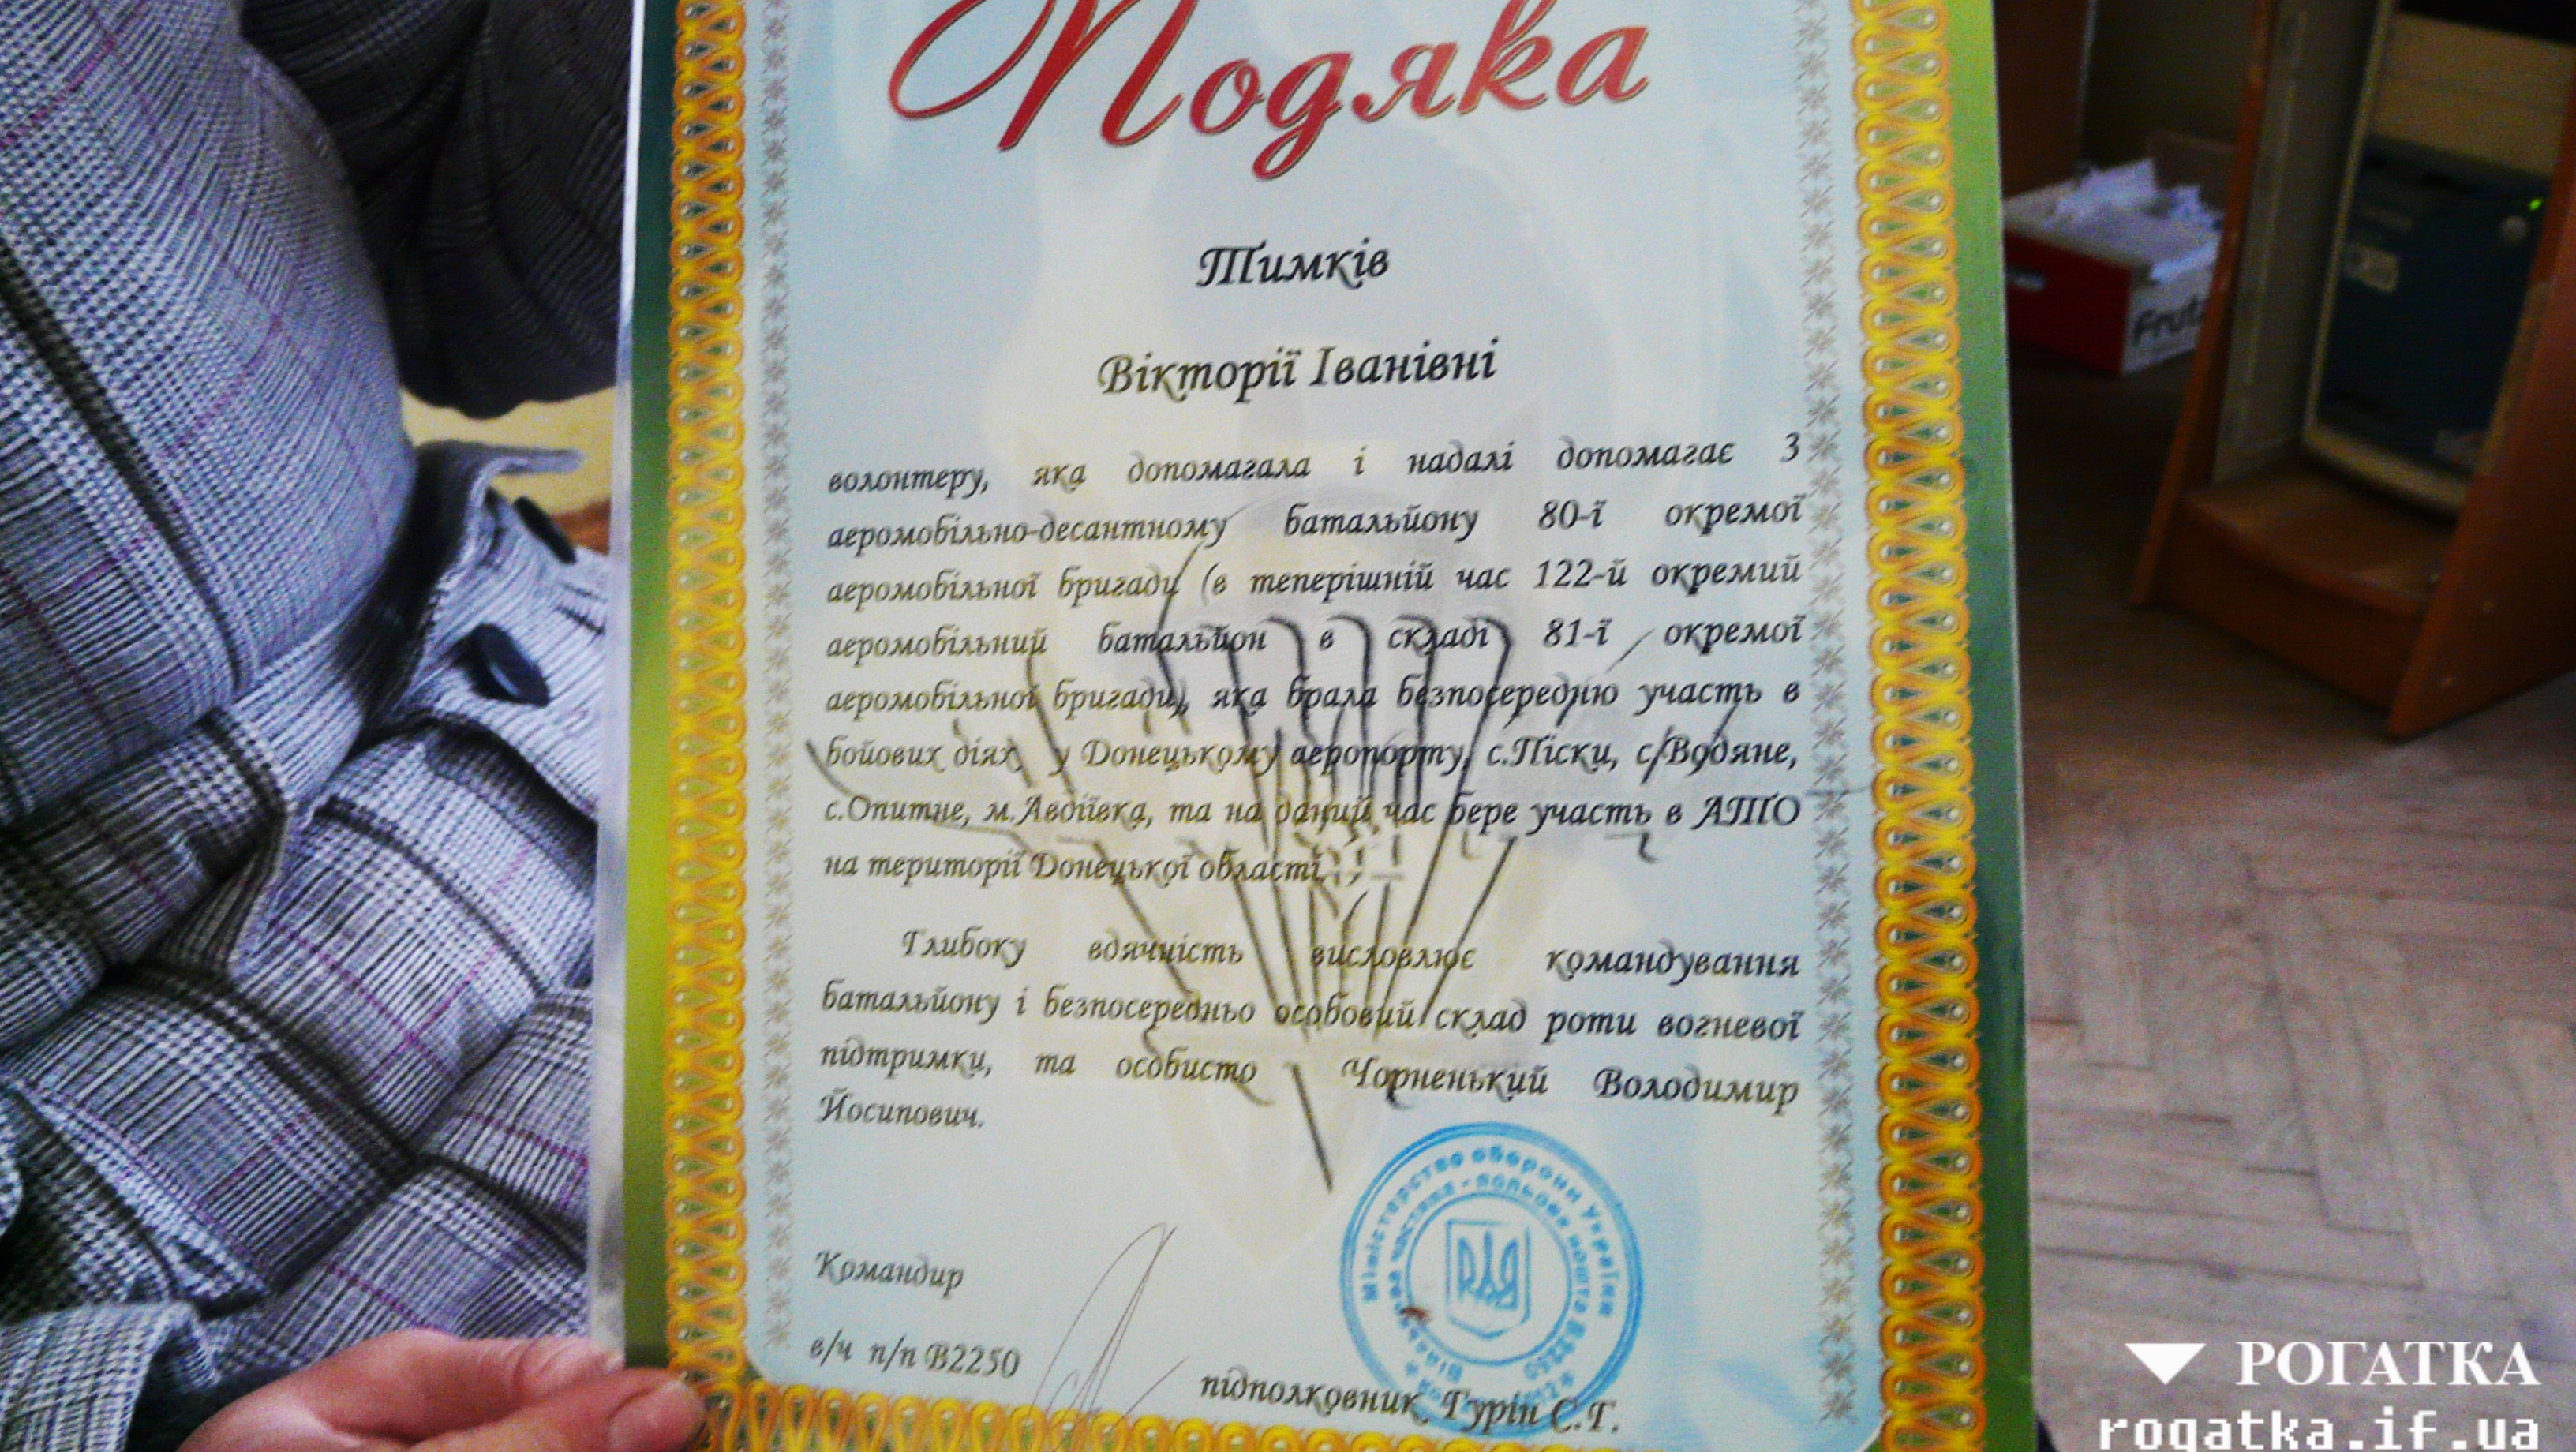 Подяка
Тимків
Вікторії Іванівні
волонтеру, яка допомагала і надалі допомагає 3
аеромобільно-десантному батальйону 80-ї окремої
аеромобільної бригади (в теперішній час 122-й окремий
аеромобільний батальйон в складі 81-ї окремої
аеромобільної бригади), яка брала безпосередню участь в
бойових діях у Донецькому аеропорту, с.Піски, с.Водяне,
с.Опитне, м.Авдіївка, та на даний час бере участь в АТО
на території Донецької області.
Глибоку вдячність висловлює командування
батальйону і безпосередньо особовий склад роти вогневої
підтримки, та особисто Чорненький Володимир
Йосипович.
Міністерство оборони України
Командир
в/ч п/п В2250
підполковник Гурін С.Г.
Frut
РОГАТКА
rogatka.if.ua